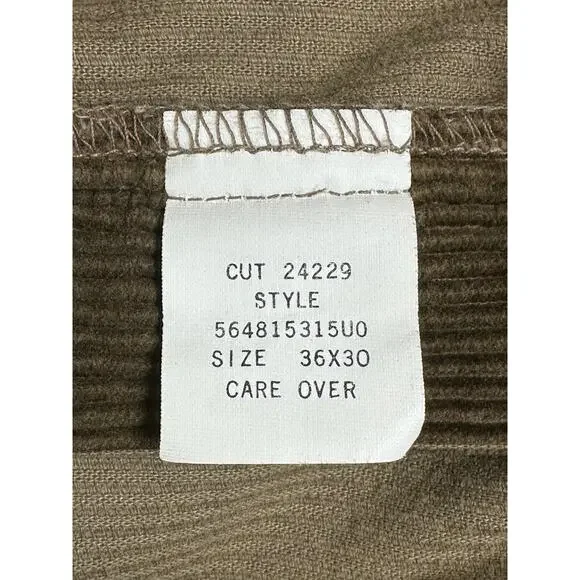 CUT 24229
STYLE
564815315U0
SIZE 36X30
CARE OVER